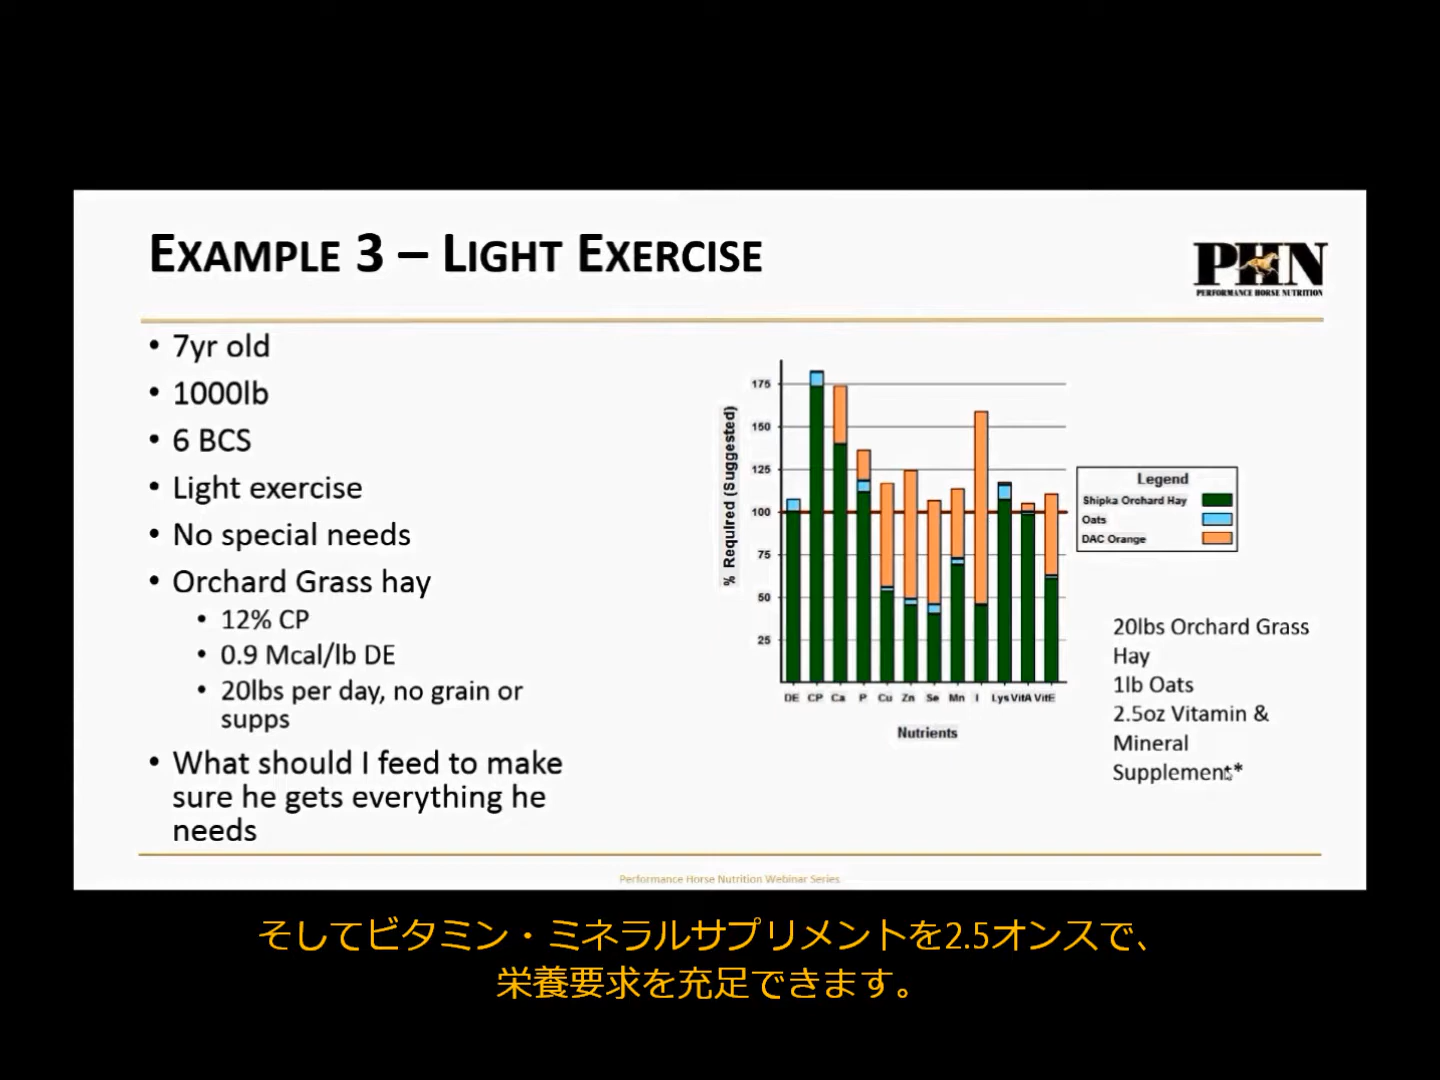 EXAMPLE 3 – LIGHT EXERCISE
PHN
PERFORMANCE HORSE NUTRITION
• 7yr old
• 1000lb
• 6 BCS
• Light exercise
• No special needs
• Orchard Grass hay
• 12% CP
• 0.9 Mcal/lb DE
• 20lbs per day, no grain or
supps
• What should I feed to make
sure he gets everything he
needs
% Required (Suggested)
175
150
125
100
75
50
25
DE CP Ca P Cu Zn Se Mn I Lys VitA VitE
Nutrients
Legend
Shipka Orchard Hay
Oats
DAC Orange
20lbs Orchard Grass
Hay
1lb Oats
2.5oz Vitamin &
Mineral
Supplement*
Performance Horse Nutrition Webinar Series
そしてビタミン・ミネラルサプリメントを2.5オンスで、
栄養要求を充足できます。